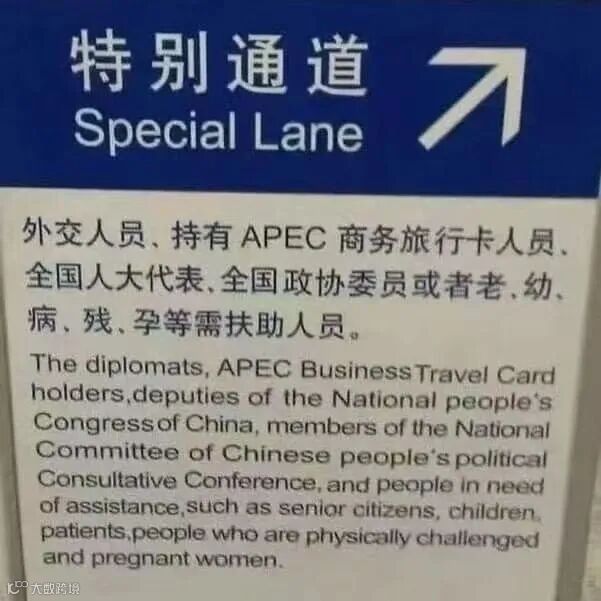 特别通道
Special Lane
外交人员、持有 APEC 商务旅行卡人员、
全国人大代表、全国政协委员或者老、幼、
病、残、孕等需扶助人员。
The diplomats, APEC Business Travel Card
holders,deputies of the National people's
Congress of China, members of the National
Committee of Chinese people's political
Consultative Conference, and people in need
of assistance,such as senior citizens, children,
patients,people who are physically challenged
and pregnant women.
大数跨境